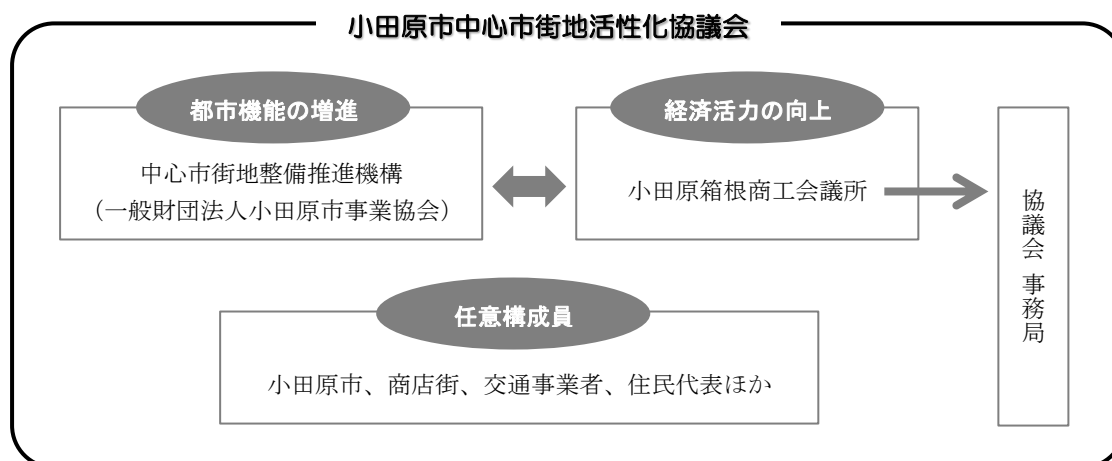 小田原市中心市街地活性化協議会
都市機能の増進
中心市街地整備推進機構
（一般財団法人小田原市事業協会）
経済活力の向上
小田原箱根商工会議所
協議会 事務局
任意構成員
小田原市、商店街、交通事業者、住民代表ほか